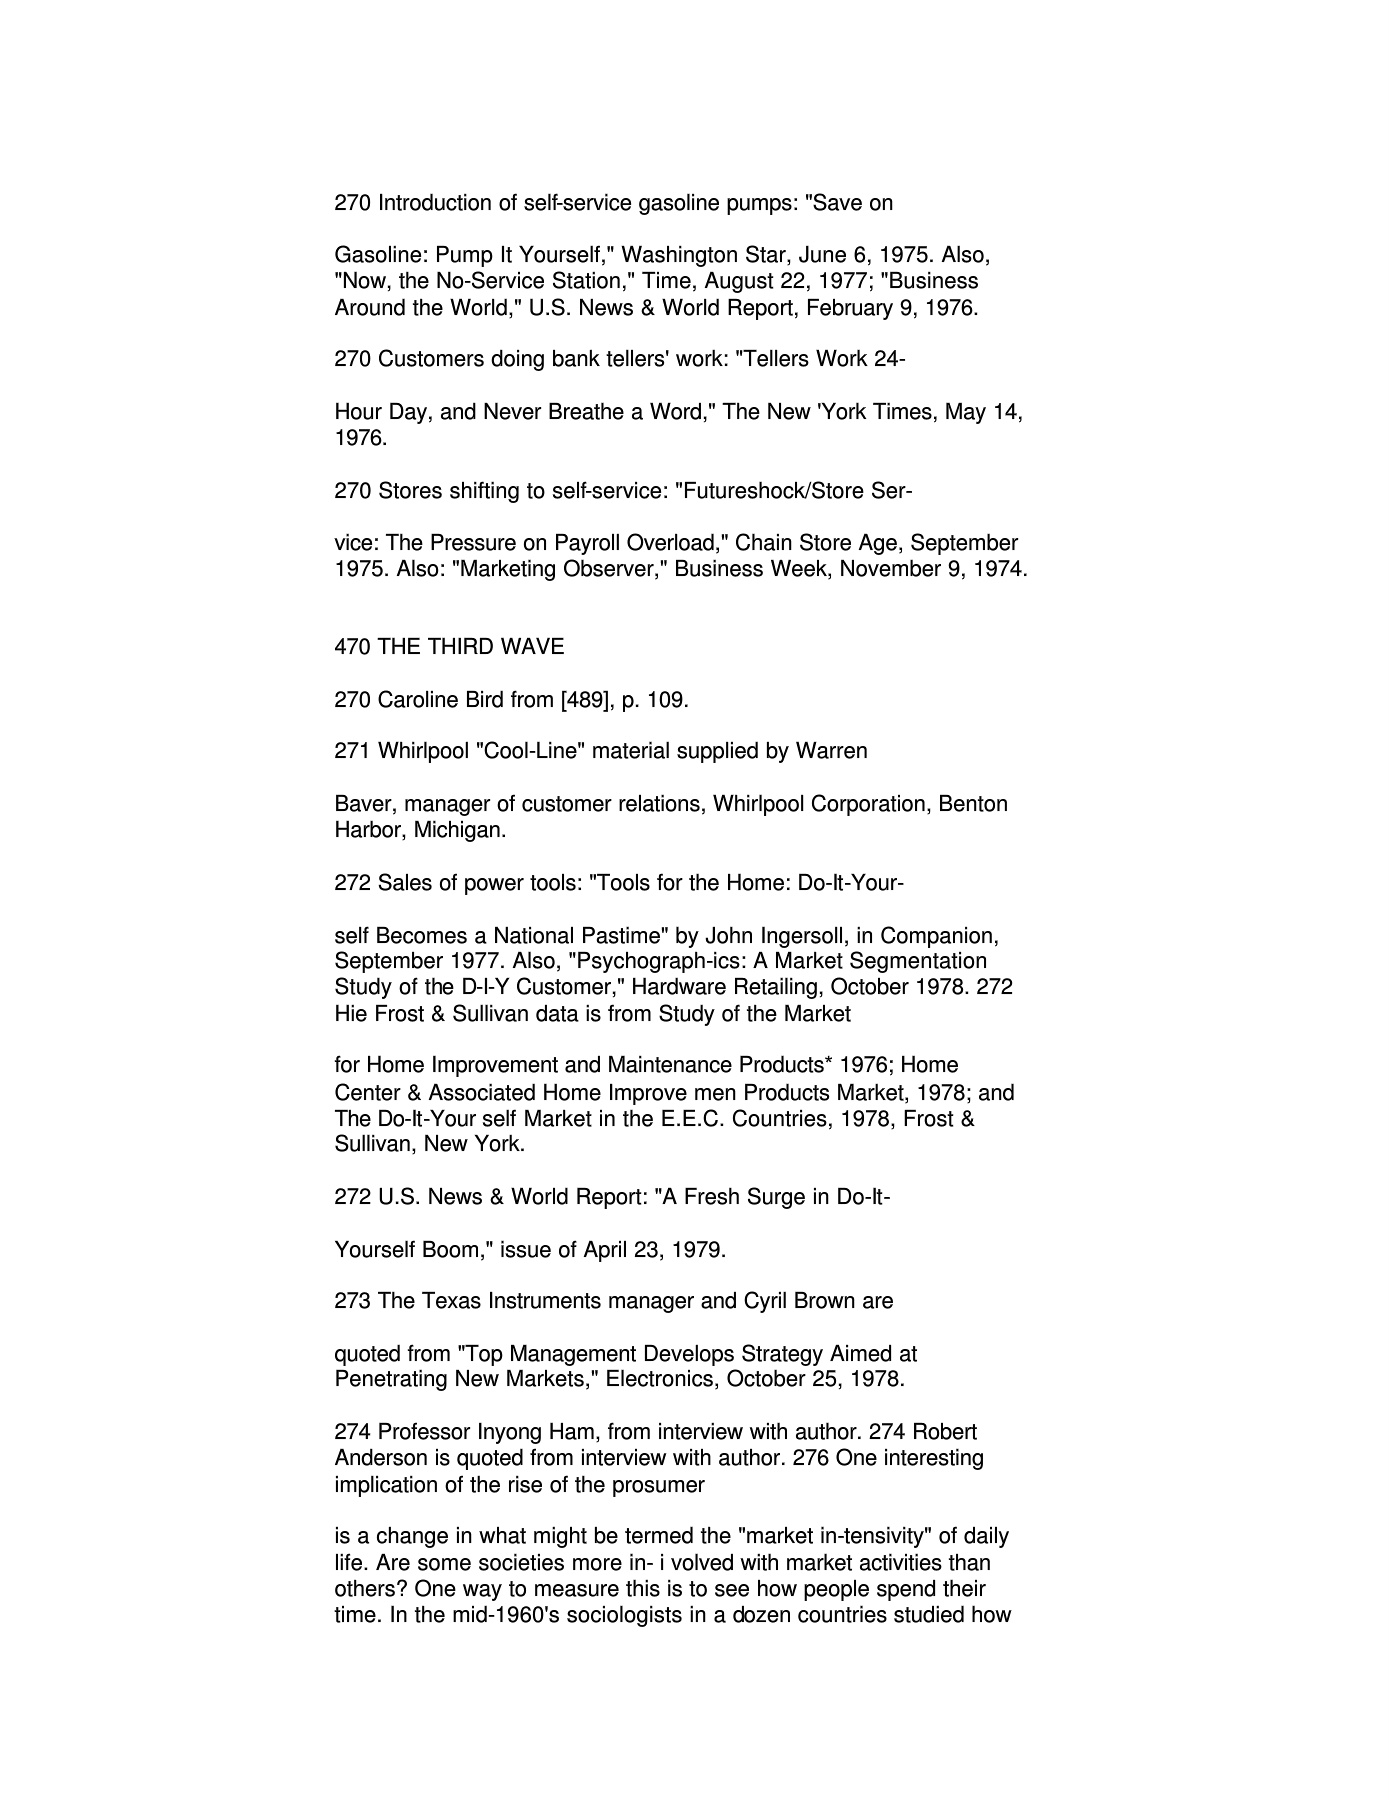 270 Introduction of self-service gasoline pumps: "Save on
Gasoline: Pump It Yourself," Washington Star, June 6, 1975. Also,
"Now, the No-Service Station," Time, August 22, 1977; "Business
Around the World," U.S. News & World Report, February 9, 1976.
270 Customers doing bank tellers' work: "Tellers Work 24-
Hour Day, and Never Breathe a Word," The New 'York Times, May 14,
1976.
270 Stores shifting to self-service: "Futureshock/Store Ser-
vice: The Pressure on Payroll Overload," Chain Store Age, September
1975. Also: "Marketing Observer," Business Week, November 9, 1974.
470 THE THIRD WAVE
270 Caroline Bird from [489], p. 109.
271 Whirlpool "Cool-Line" material supplied by Warren
Baver, manager of customer relations, Whirlpool Corporation, Benton
Harbor, Michigan.
272 Sales of power tools: "Tools for the Home: Do-It-Your-
self Becomes a National Pastime" by John Ingersoll, in Companion,
September 1977. Also, "Psychograph-ics: A Market Segmentation
Study of the D-I-Y Customer," Hardware Retailing, October 1978. 272
Hie Frost & Sullivan data is from Study of the Market
for Home Improvement and Maintenance Products* 1976; Home
Center & Associated Home Improve men Products Market, 1978; and
The Do-It-Your self Market in the E.E.C. Countries, 1978, Frost &
Sullivan, New York.
272 U.S. News & World Report: "A Fresh Surge in Do-It-
Yourself Boom," issue of April 23, 1979.
273 The Texas Instruments manager and Cyril Brown are
quoted from "Top Management Develops Strategy Aimed at
Penetrating New Markets," Electronics, October 25, 1978.
274 Professor Inyong Ham, from interview with author. 274 Robert
Anderson is quoted from interview with author. 276 One interesting
implication of the rise of the prosumer
is a change in what might be termed the "market in-tensivity" of daily
life. Are some societies more in- i volved with market activities than
others? One way to measure this is to see how people spend their
time. In the mid-1960's sociologists in a dozen countries studied how